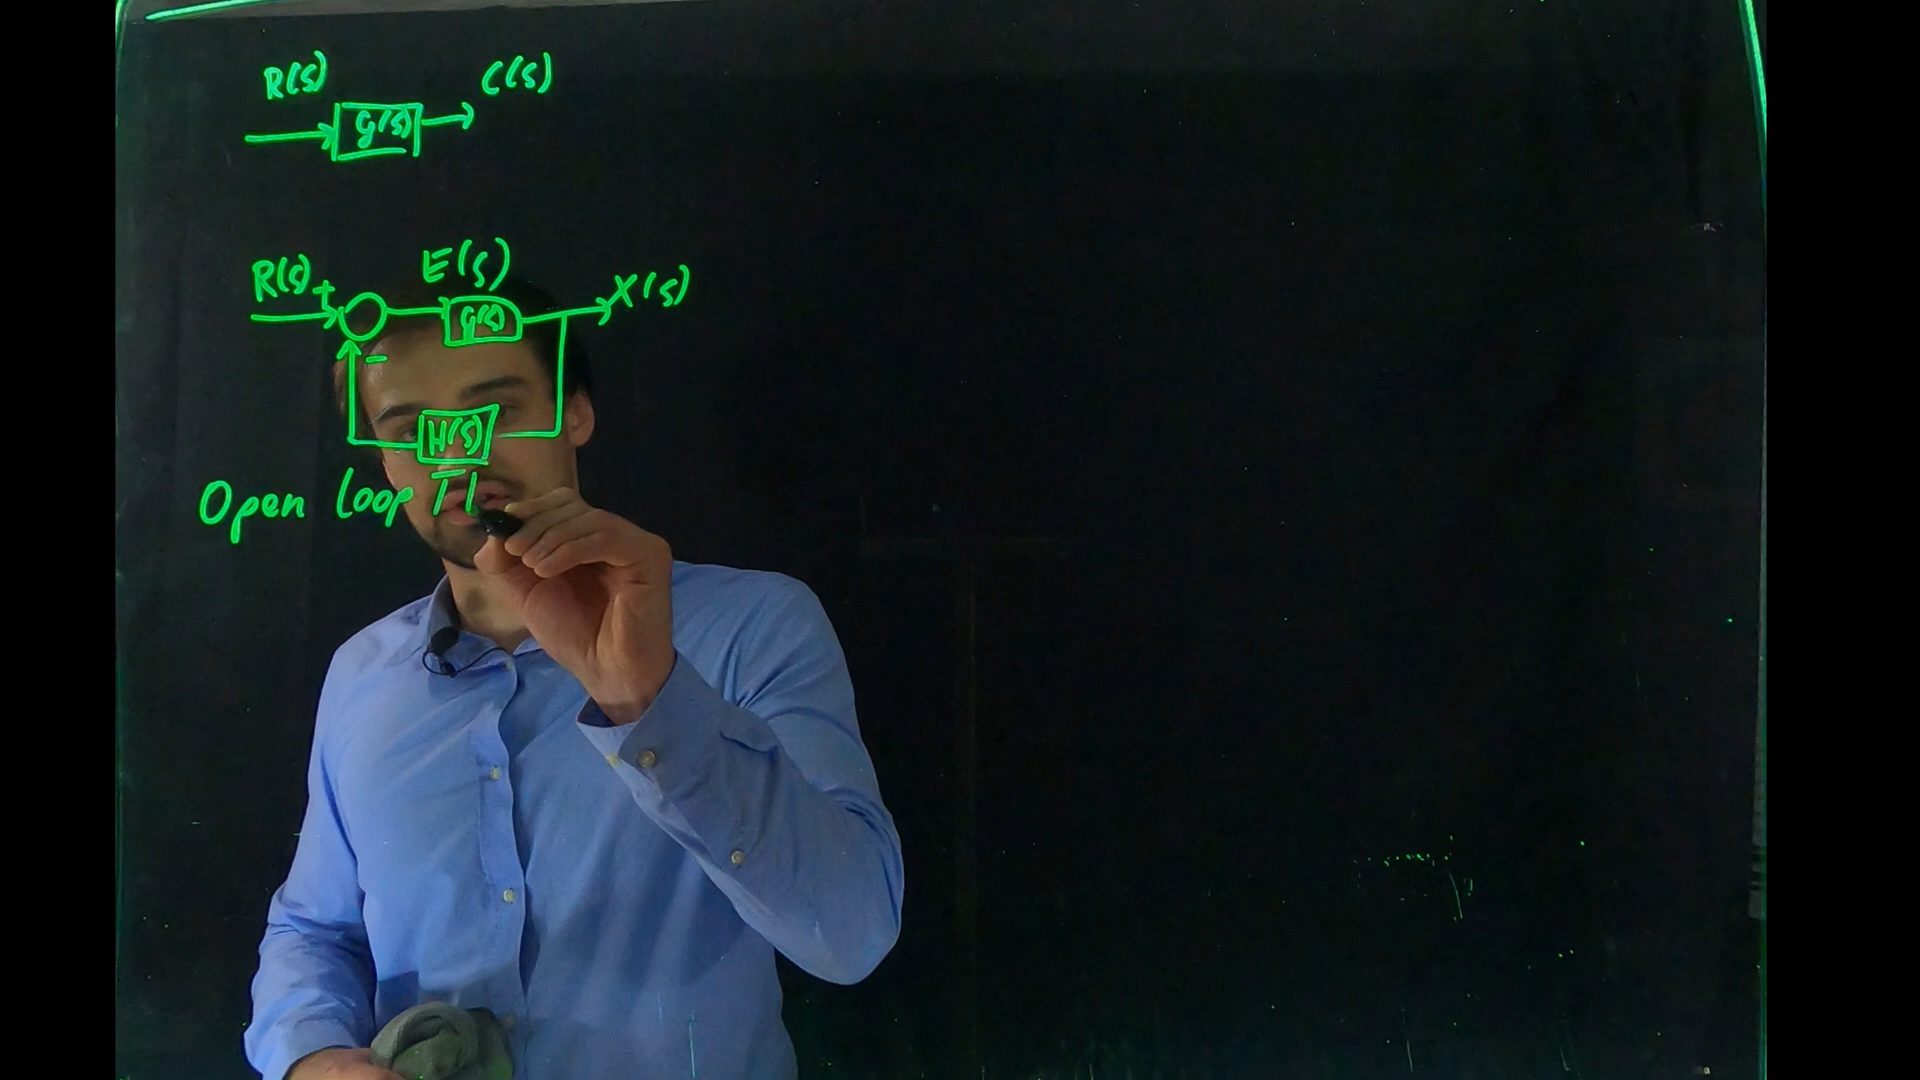 R(s) C(s)
G(s)
E(s)
R(s) + X(s)
G(s)
-
H(s)
Open loop T